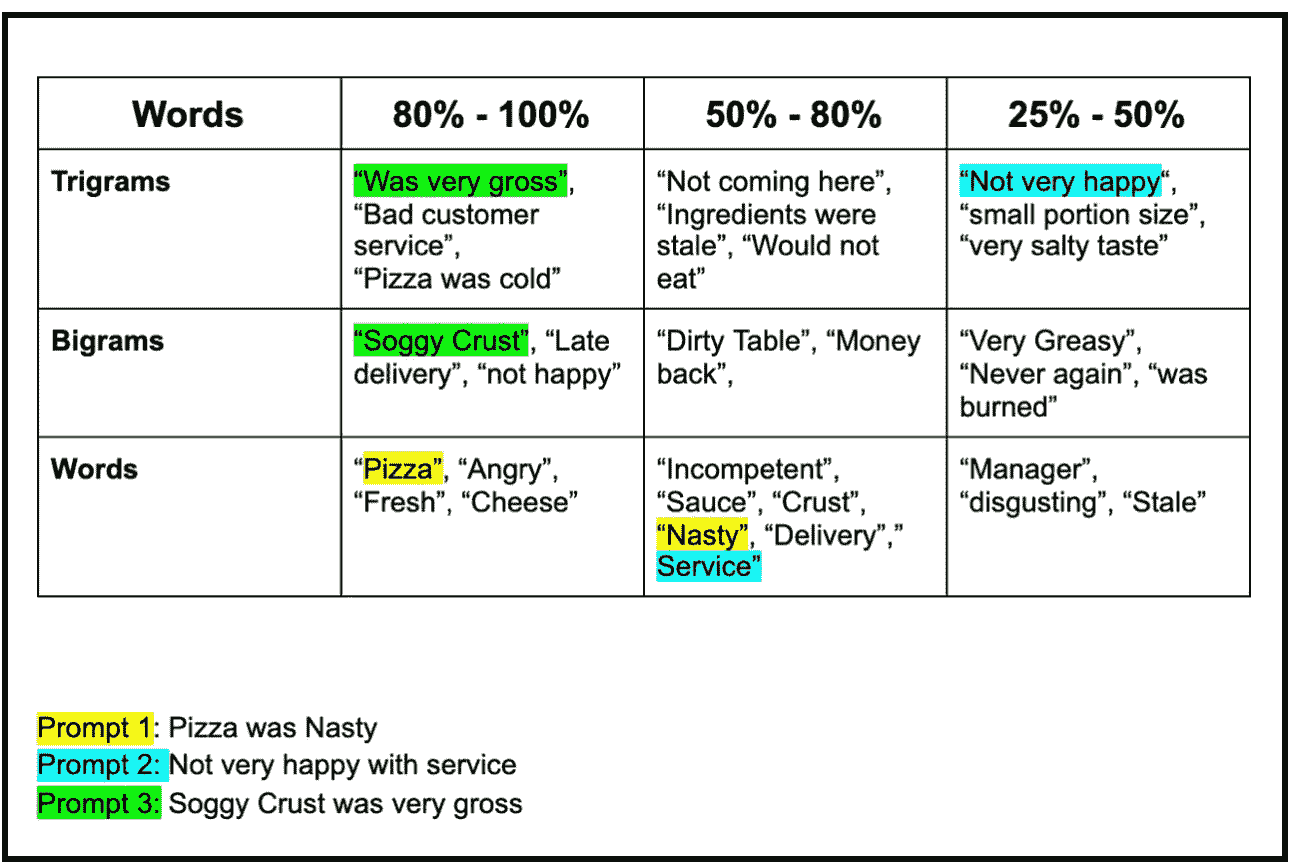 Words 80% - 100% 50% - 80% 25% - 50%
Trigrams
“Was very gross”,
“Bad customer
service”,
“Pizza was cold”
“Not coming here”,
“Ingredients were
stale”, “Would not
eat”
“Not very happy“,
“small portion size”,
“very salty taste”
Bigrams
“Soggy Crust”, “Late
delivery”, “not happy”
“Dirty Table”, “Money
back”,
“Very Greasy”,
“Never again”, “was
burned”
Words
“Pizza”, “Angry”,
“Fresh”, “Cheese”
“Incompetent”,
“Sauce”, “Crust”,
“Nasty”, “Delivery”,”
Service”
“Manager”,
“disgusting”, “Stale”
Prompt 1: Pizza was Nasty
Prompt 2: Not very happy with service
Prompt 3: Soggy Crust was very gross